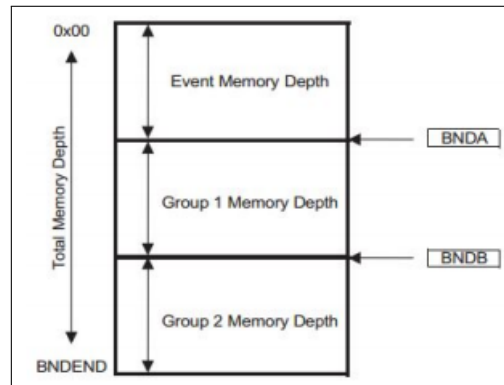 0x00
Event Memory Depth
BNDA
Total Memory Depth
Group 1 Memory Depth
BNDB
Group 2 Memory Depth
BNDEND